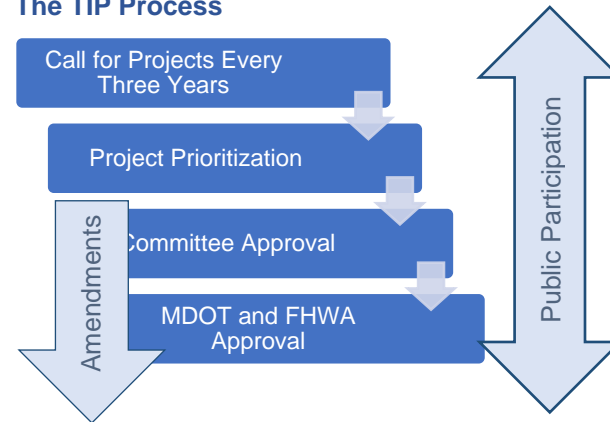 The TIP Process
Call for Projects Every
Three Years
Project Prioritization
Committee Approval
MDOT and FHWA
Approval
Amendments
Public Participation